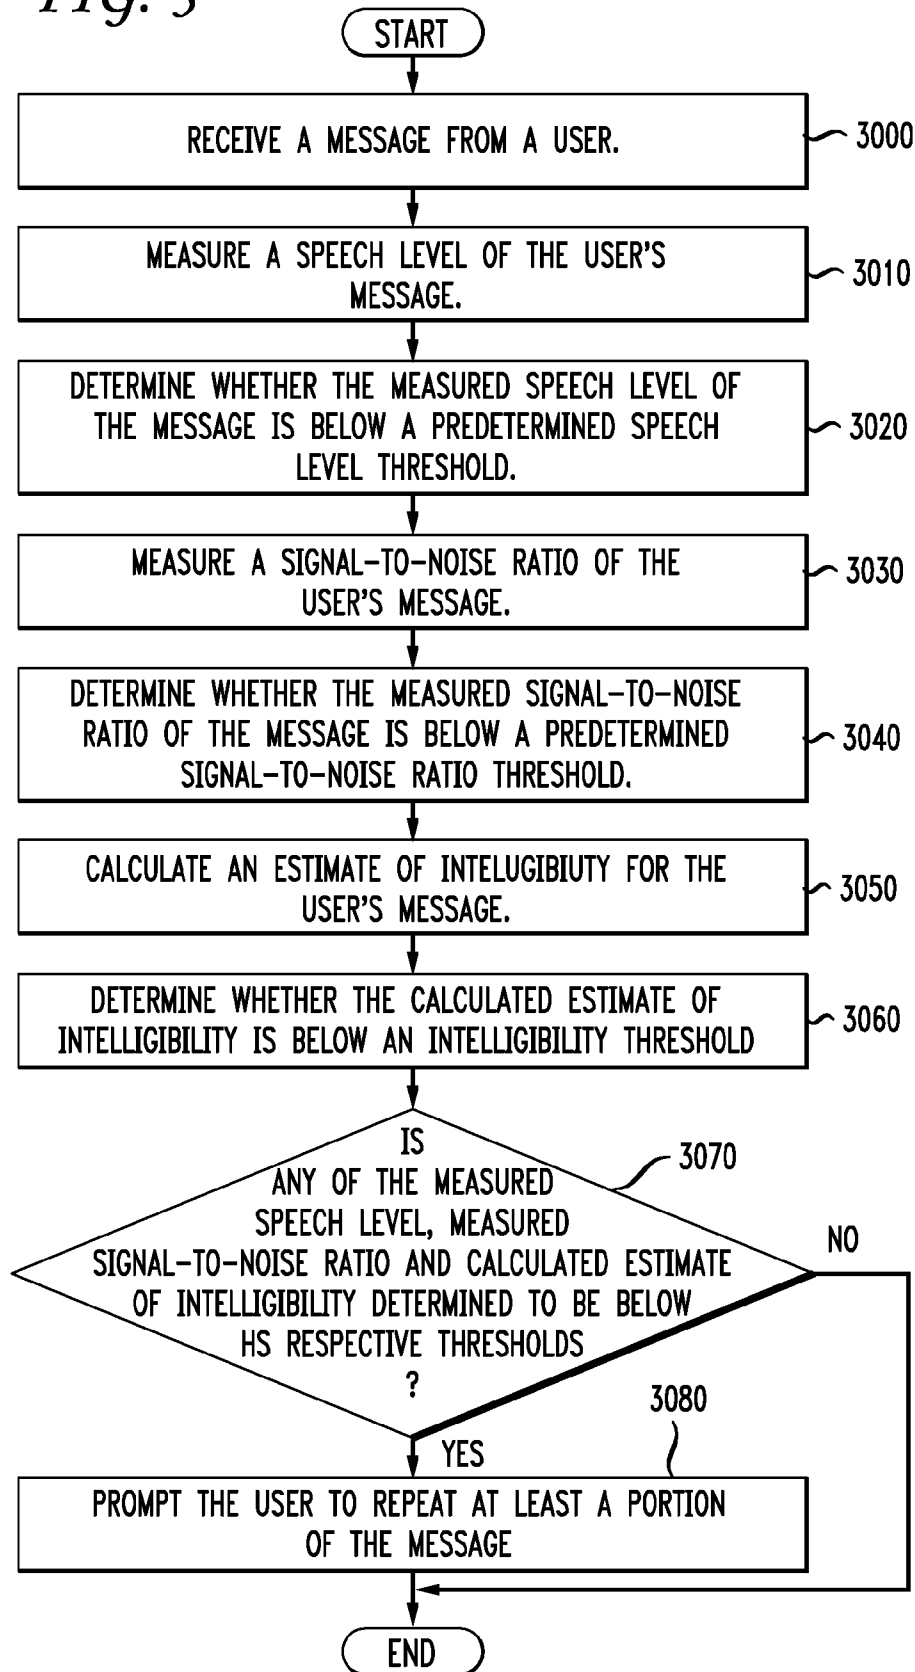 FIG. 3
START
RECEIVE A MESSAGE FROM A USER.
3000
MEASURE A SPEECH LEVEL OF THE USER'S
MESSAGE.
3010
DETERMINE WHETHER THE MEASURED SPEECH LEVEL OF
THE MESSAGE IS BELOW A PREDETERMINED SPEECH
LEVEL THRESHOLD.
3020
MEASURE A SIGNAL-TO-NOISE RATIO OF THE
USER'S MESSAGE.
3030
DETERMINE WHETHER THE MEASURED SIGNAL-TO-NOISE
RATIO OF THE MESSAGE IS BELOW A PREDETERMINED
SIGNAL-TO-NOISE RATIO THRESHOLD.
3040
CALCULATE AN ESTIMATE OF INTELUGIBIUTY FOR THE
USER'S MESSAGE.
3050
DETERMINE WHETHER THE CALCULATED ESTIMATE OF
INTELLIGIBILITY IS BELOW AN INTELLIGIBILITY THRESHOLD
3060
IS
ANY OF THE MEASURED
SPEECH LEVEL, MEASURED
SIGNAL-TO-NOISE RATIO AND CALCULATED ESTIMATE
OF INTELLIGIBILITY DETERMINED TO BE BELOW
HS RESPECTIVE THRESHOLDS
?
3070
NO
YES
3080
PROMPT THE USER TO REPEAT AT LEAST A PORTION
OF THE MESSAGE
END